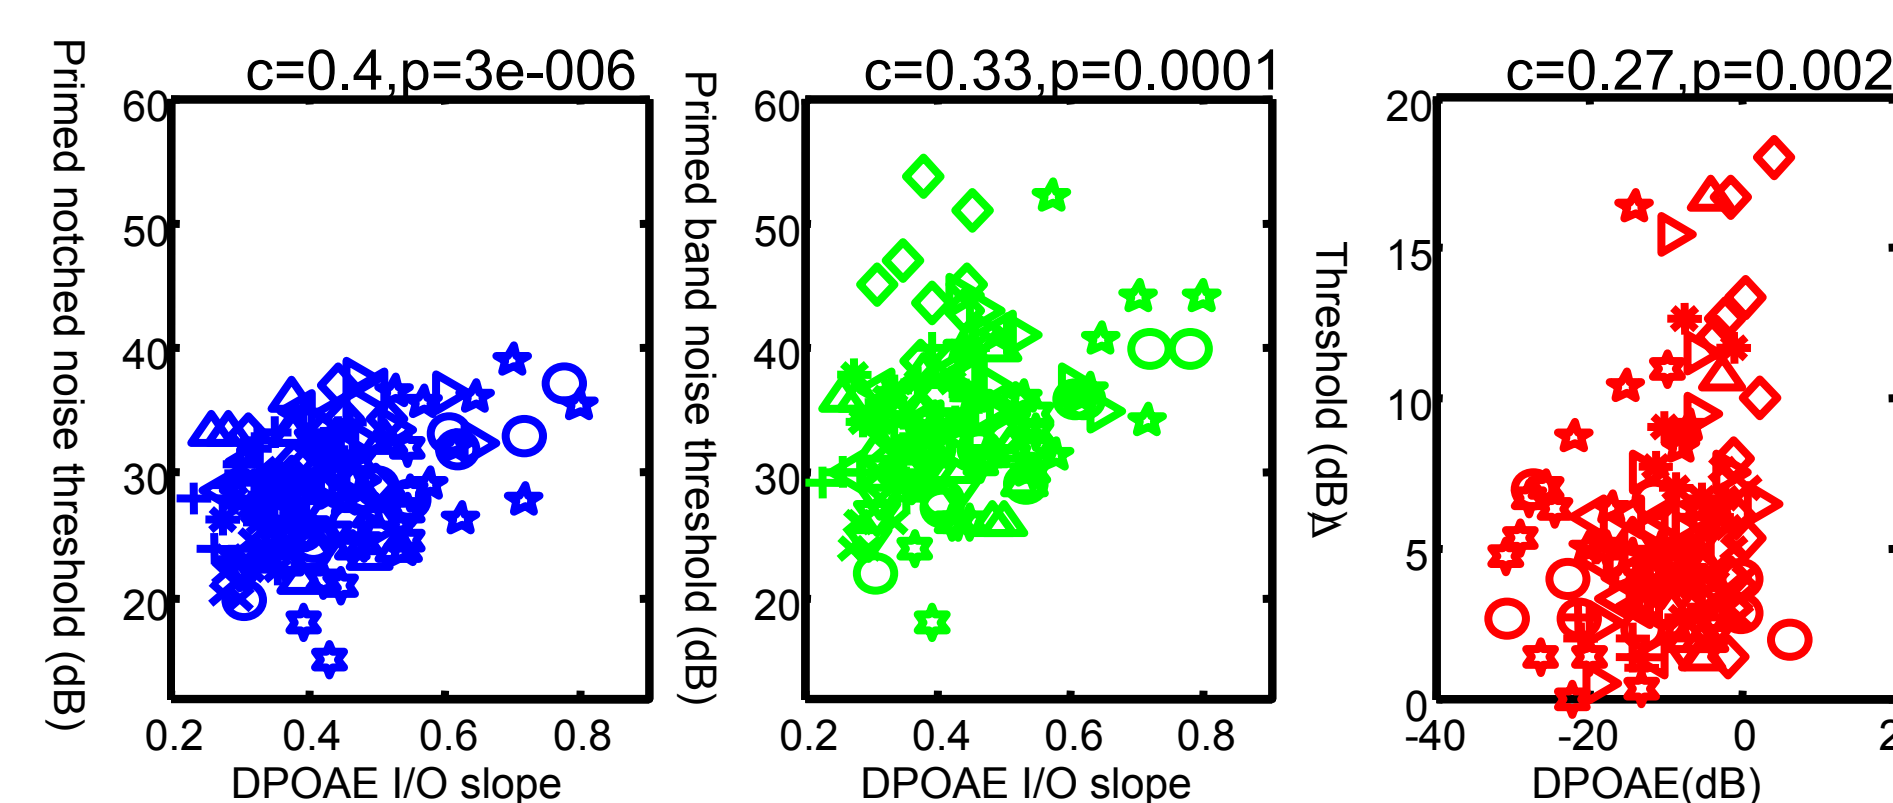 c=0.4,p=3e-006
Primed notched noise threshold (dB)
60
50
40
30
20
0.2 0.4 0.6 0.8
DPOAE I/O slope
c=0.33,p=0.0001
Primed band noise threshold (dB)
60
50
40
30
20
0.2 0.4 0.6 0.8
DPOAE I/O slope
c=0.27,p=0.002
Threshold (dB)Δ
20
15
10
5
0
-40 -20 0 2
DPOAE(dB)